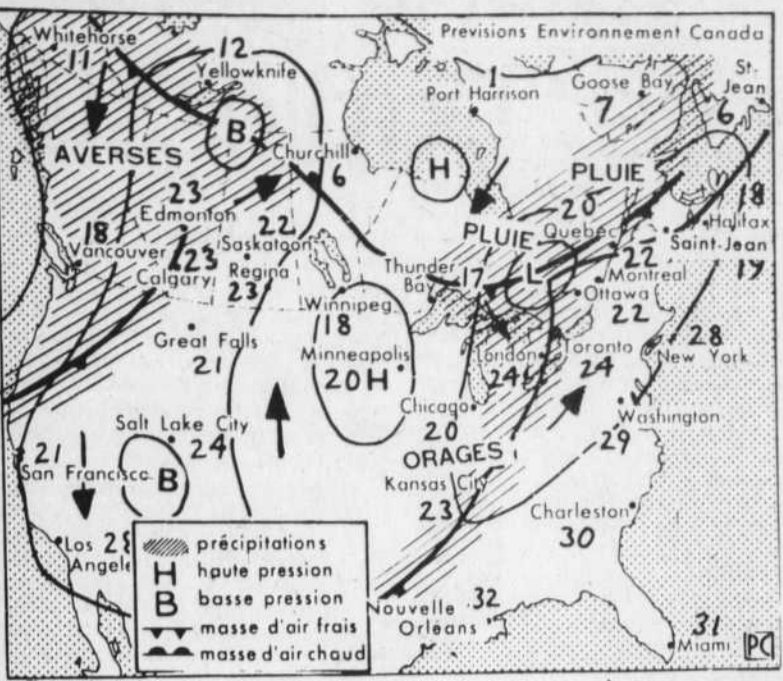 Previsions Environnement Canada
Whitehorse
11
12
Yellowknife
1
Port Harrison
Goose Bay
7
St-
Jean
6
AVERSES
B
Churchill
6
H
PLUIE
23
Edmonton
20
Québec
18
Halifax
18
Vancouver
22
Saskatoon
PLUIE
22
Saint-Jean
19
23
Calgary
Regina
23
Thunder
Bay
17
L
Montreal
Ottawa
22
Winnipeg
18
Great Falls
21
Minneapolis
20 H
London
24
Toronto
24
28
New York
Chicago
20
Washington
29
Salt Lake City
24
21
San Francisco
B
ORAGES
Kansas City
23
Charleston
30
Los
Angele
28
précipitations
H haute pression
B basse pression
masse d'air frais
masse d'air chaud
Nouvelle
Orléans
32
31
Miami
PC